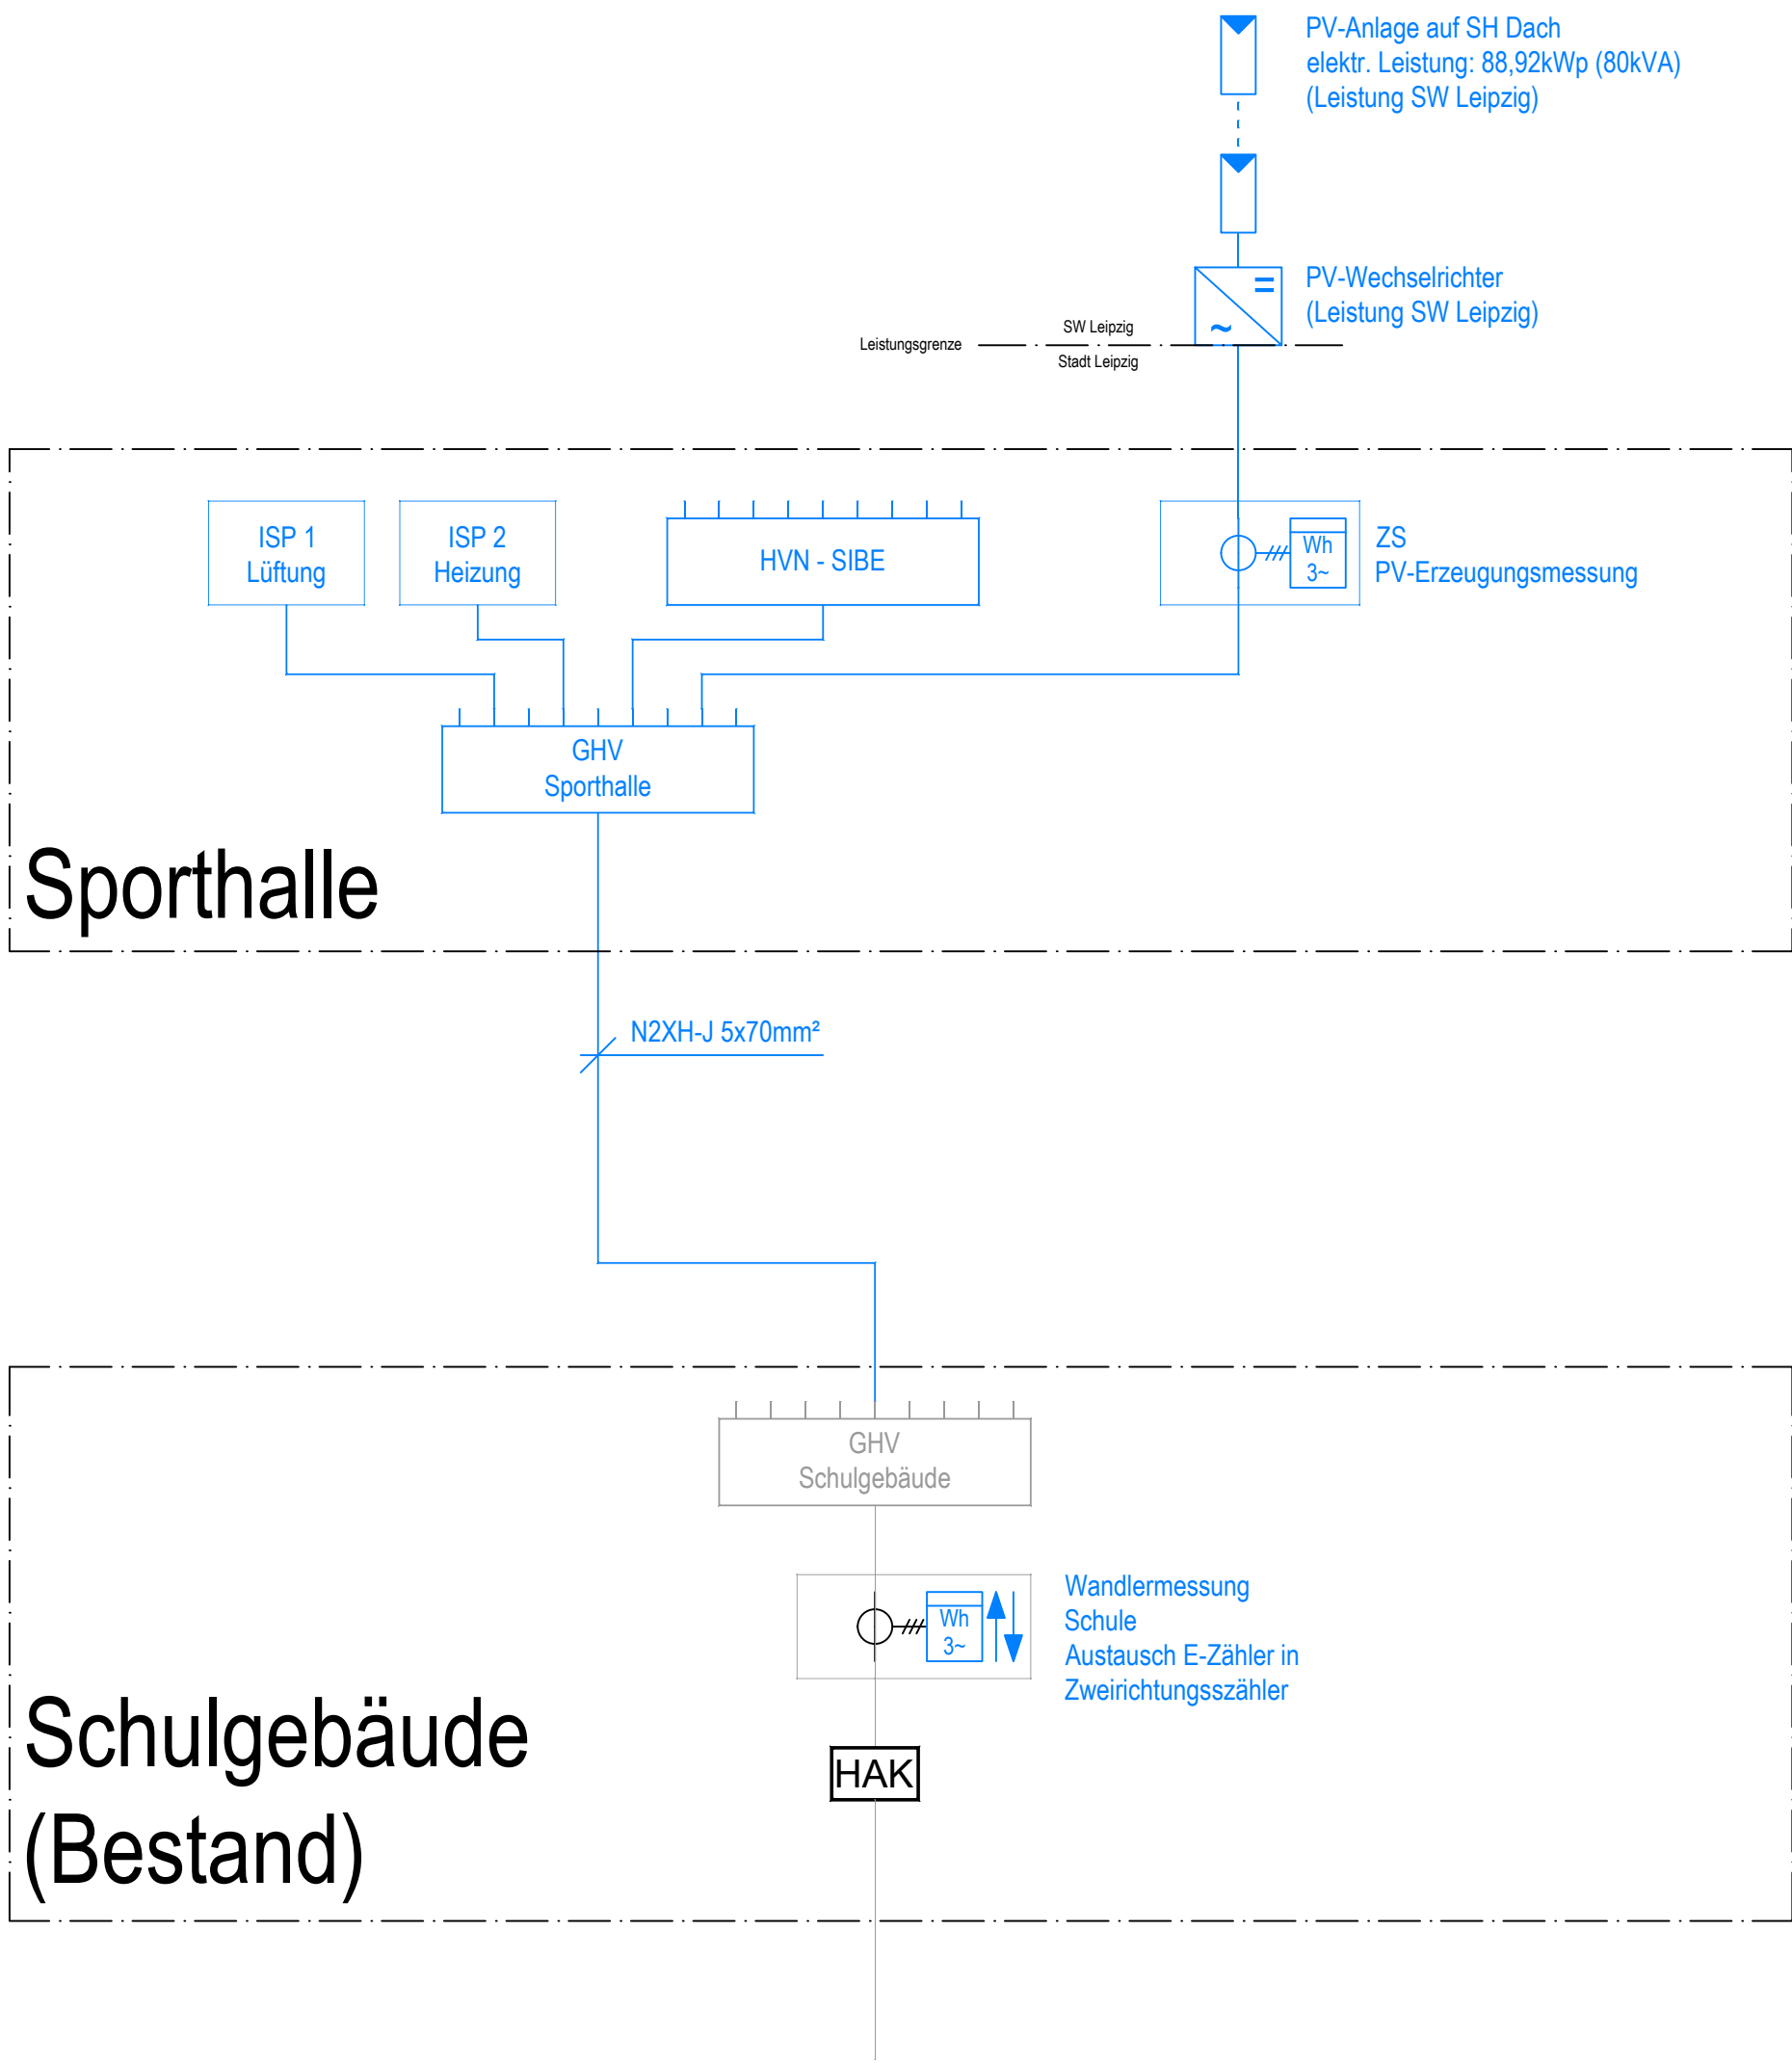 PV-Anlage auf SH Dach
elektr. Leistung: 88,92kWp (80kVA)
(Leistung SW Leipzig)
=
~
PV-Wechselrichter
(Leistung SW Leipzig)
SW Leipzig
Leistungsgrenze
Stadt Leipzig
ISP 1
Lüftung
ISP 2
Heizung
HVN - SIBE
Wh
3~
ZS
PV-Erzeugungsmessung
GHV
Sporthalle
Sporthalle
N2XH-J 5x70mm²
GHV
Schulgebäude
Wh
3~
Wandlermessung
Schule
Austausch E-Zähler in
Zweirichtungsszähler
Schulgebäude
(Bestand)
HAK